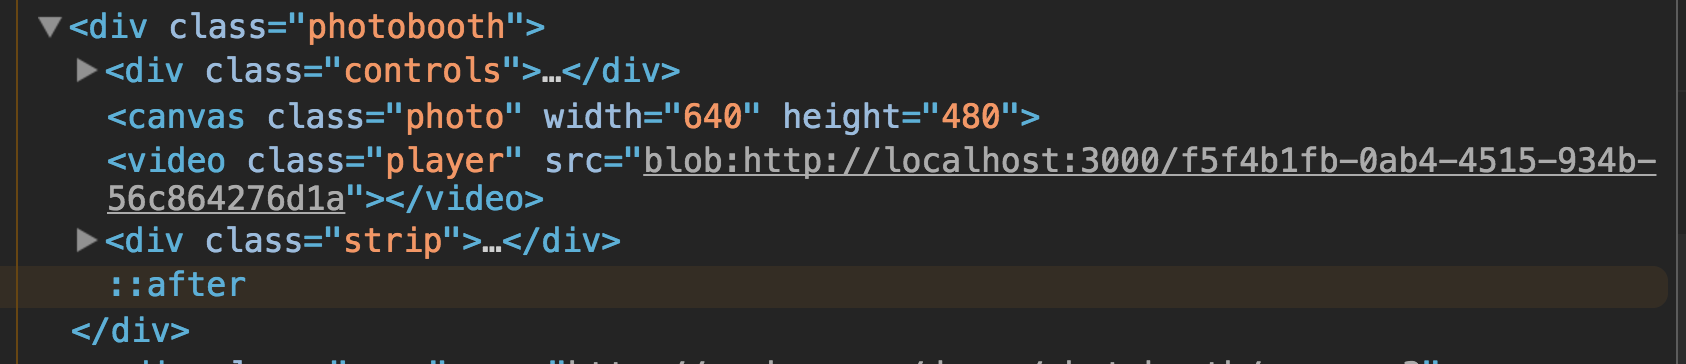 ▼<div class="photobooth">
▶<div class="controls">…</div>
<canvas class="photo" width="640" height="480">
<video class="player" src="blob:http://localhost:3000/f5f4b1fb-0ab4-4515-934b-
56c864276d1a"></video>
▶<div class="strip">…</div>
::after
</div>